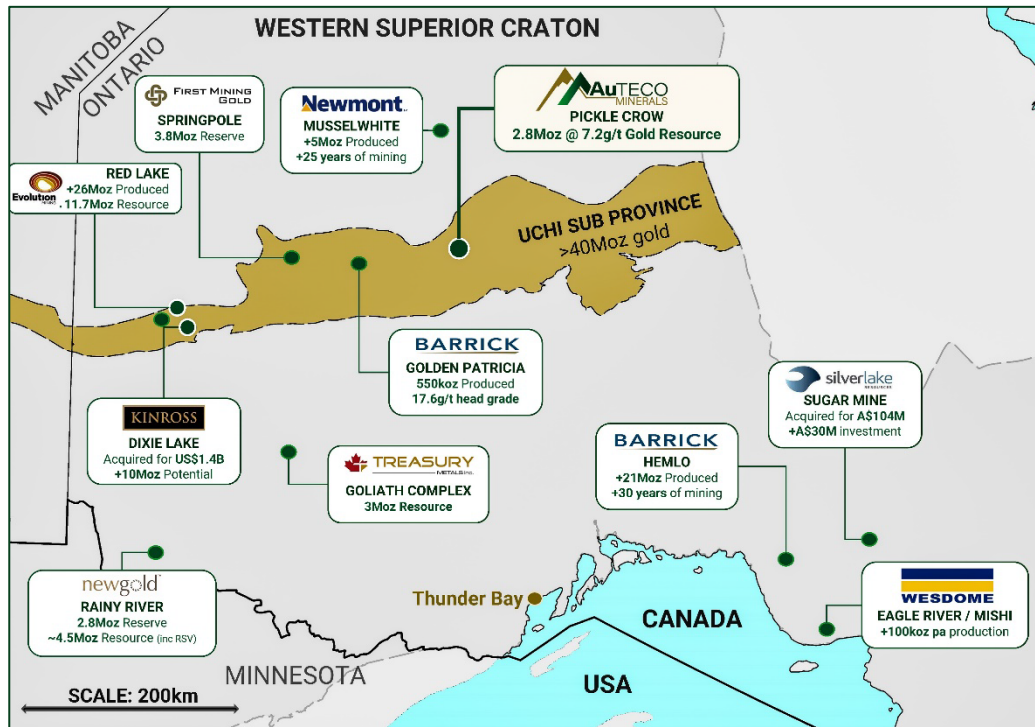 WESTERN SUPERIOR CRATON
MANITOBA
ONTARIO
FIRST MINING
GOLD
SPRINGPOLE
3.8Moz Reserve
Newmont
MUSSELWHITE
+5Moz Produced
+25 years of mining
AuTECO
MINERALS
PICKLE CROW
2.8Moz @ 7.2g/t Gold Resource
Evolution
RED LAKE
+26Moz Produced
11.7Moz Resource
UCHI SUB PROVINCE
>40Moz gold
BARRICK
GOLDEN PATRICIA
550koz Produced
17.6g/t head grade
silverlake
RESOURCES
SUGAR MINE
Acquired for A$104M
+A$30M investment
KINROSS
DIXIE LAKE
Acquired for US$1.4B
+10Moz Potential
TREASURY
METALS Inc.
GOLIATH COMPLEX
3Moz Resource
BARRICK
HEMLO
+21Moz Produced
+30 years of mining
newgold
RAINY RIVER
2.8Moz Reserve
~4.5Moz Resource (inc RSV)
Thunder Bay
CANADA
WESDOME
EAGLE RIVER / MISHI
+100koz pa production
MINNESOTA
USA
SCALE: 200km